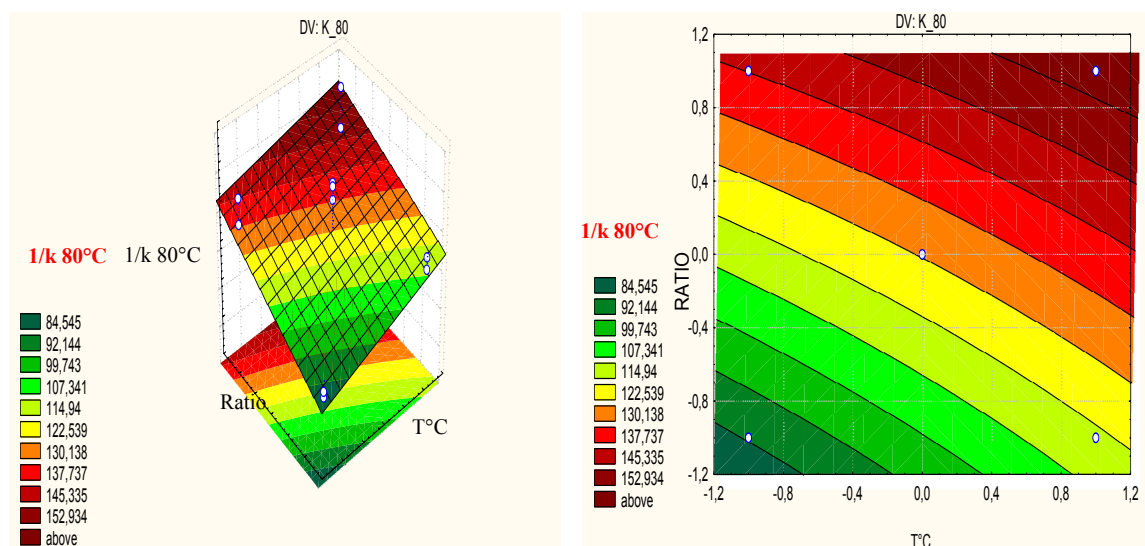 DV: K_80
1/k 80°C
1/k 80°C
84,545
92,144
99,743
107,341
114,94
122,539
130,138
137,737
145,335
152,934
above
Ratio
T°C
DV: K_80
1,2
0,8
0,4
0,0
-0,4
-0,8
-1,2
RATIO
1/k 80°C
84,545
92,144
99,743
107,341
114,94
122,539
130,138
137,737
145,335
152,934
above
-1,2 -0,8 -0,4 0,0 0,4 0,8 1,2
T°C